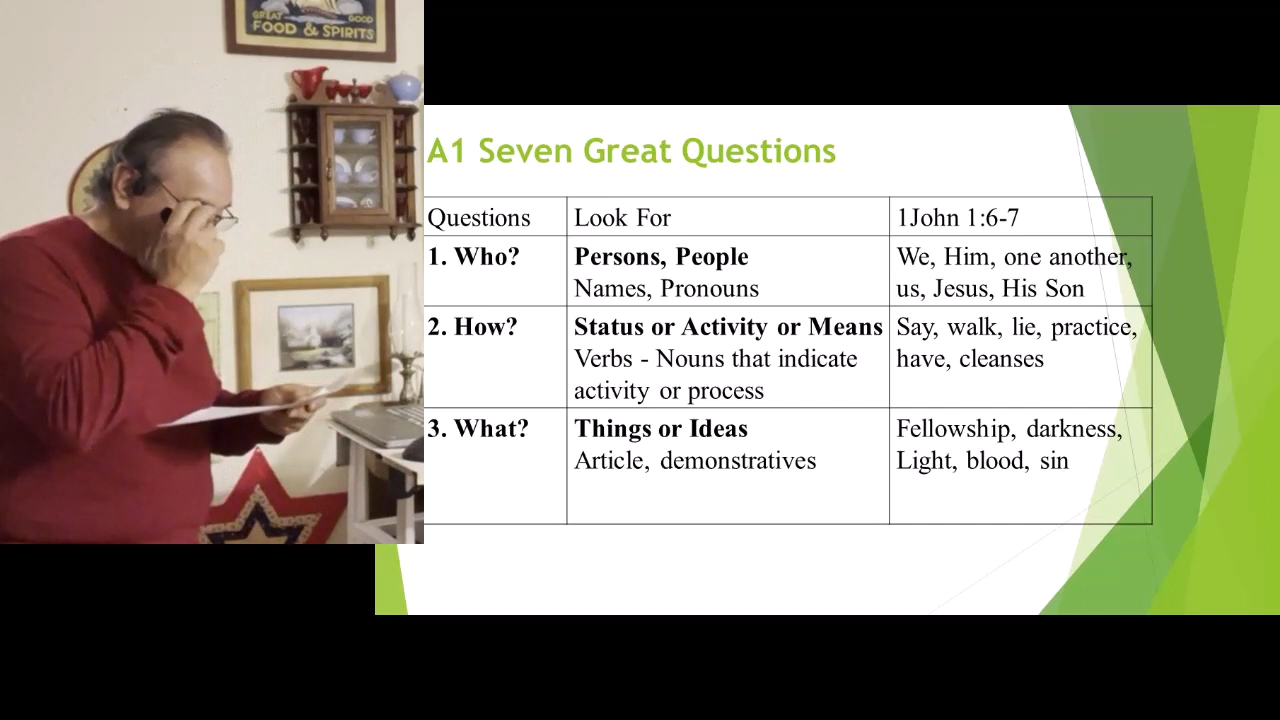 GREAT GOOD
FOOD & SPIRITS
A1 Seven Great Questions
Questions Look For 1John 1:6-7
1. Who? Persons, People We, Him, one another,
Names, Pronouns us, Jesus, His Son
2. How? Status or Activity or Means Say, walk, lie, practice,
Verbs - Nouns that indicate have, cleanses
activity or process
3. What? Things or Ideas Fellowship, darkness,
Article, demonstratives Light, blood, sin